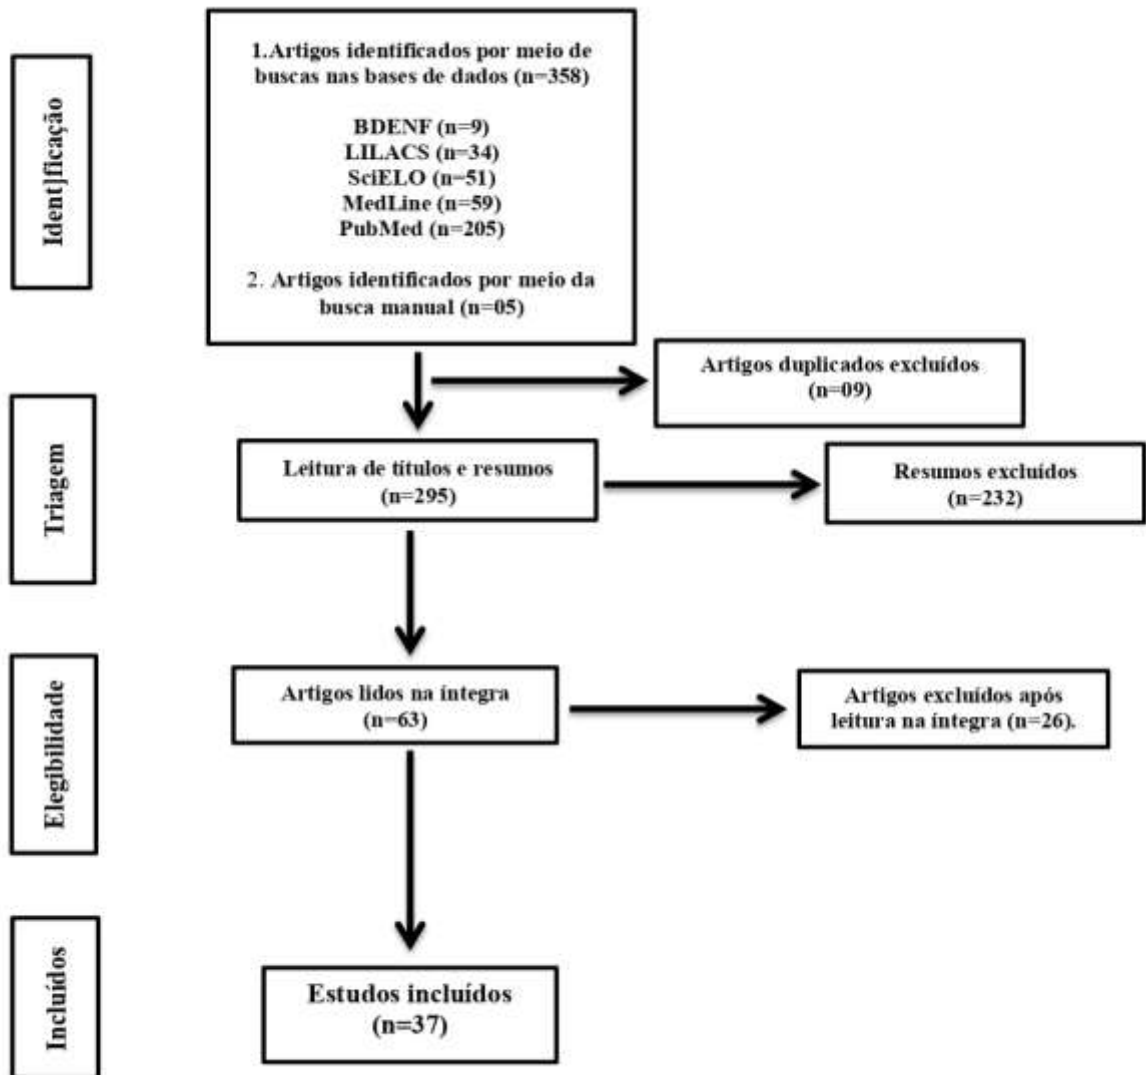 Ident]ficação
1.Artigos identificados por meio de
buscas nas bases de dados (n=358)
BDENF (n=9)
LILACS (n=34)
SciELO (n=51)
MedLine (n=59)
PubMed (n=205)
2. Artigos identificados por meio da
busca manual (n=05)
Artigos duplicados excluídos
(n=09)
Triagem
Leitura de títulos e resumos
(n=295)
Resumos excluídos
(n=232)
Elegibilidade
Artigos lidos na íntegra
(n=63)
Artigos excluídos após
leitura na íntegra (n=26).
Incluídos
Estudos incluídos
(n=37)